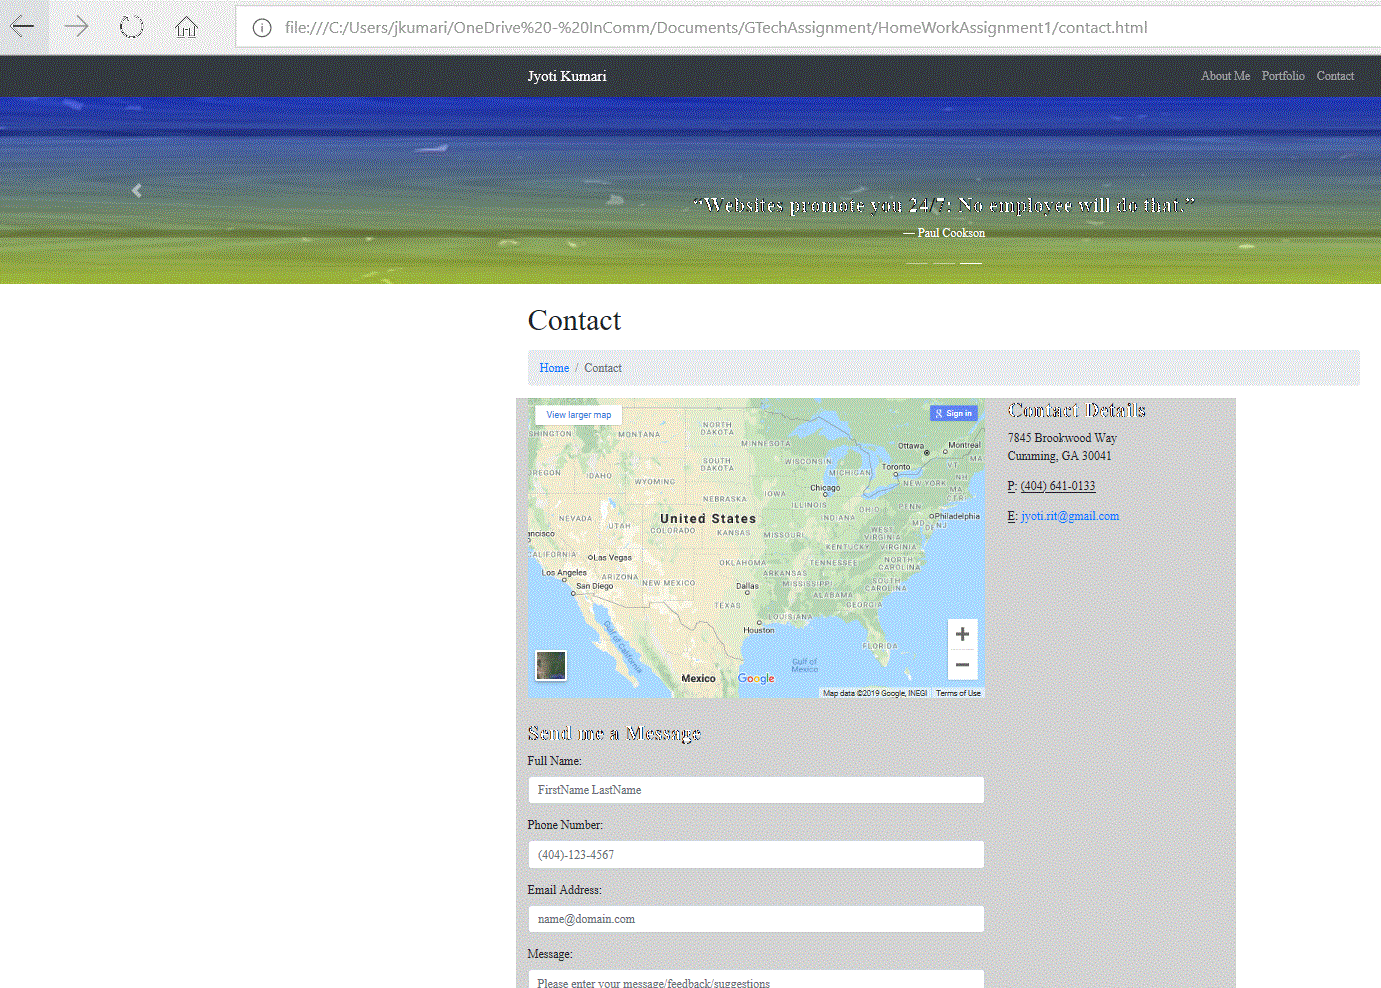 file:///C:/Users/jkumari/OneDrive%20-%20InComm/Documents/GTechAssignment/HomeWorkAssignment1/contact.html
Jyoti Kumari
About Me Portfolio Contact
“Websites promote you 24/7: No employee will do that.”
— Paul Cookson
Contact
Home / Contact
View larger map
Sign in
SHINGTON
MONTANA
NORTH DAKOTA
MINNESOTA
Ottawa
Montreal
OREGON
IDAHO
WYOMING
SOUTH DAKOTA
WISCONSIN
MICHIGAN
Toronto
VT
NH
MA
NEW YORK
CT
RI
Chicago
NEBRASKA
IOWA
ILLINOIS
INDIANA
OHIO
PENN
Philadelphia
MD
DE
NJ
United States
NEVADA
UTAH
COLORADO
KANSAS
MISSOURI
WEST VIRGINIA
KENTUCKY
VIRGINIA
ncisco
CALIFORNIA
Las Vegas
OKLAHOMA
TENNESSEE
NORTH CAROLINA
Los Angeles
San Diego
ARIZONA
NEW MEXICO
ARKANSAS
MISSISSIPPI
SOUTH CAROLINA
Dallas
ALABAMA
TEXAS
GEORGIA
LOUISIANA
Houston
FLORIDA
Gulf of California
Gulf of Mexico
Mexico
Google
Map data ©2019 Google, INEGI
Terms of Use
Contact Details
7845 Brookwood Way
Cumming, GA 30041
P: (404) 641-0133
E: jyoti.rit@gmail.com
Send me a Message
Full Name:
FirstName LastName
Phone Number:
(404)-123-4567
Email Address:
name@domain.com
Message:
Please enter your message/feedback/suggestions